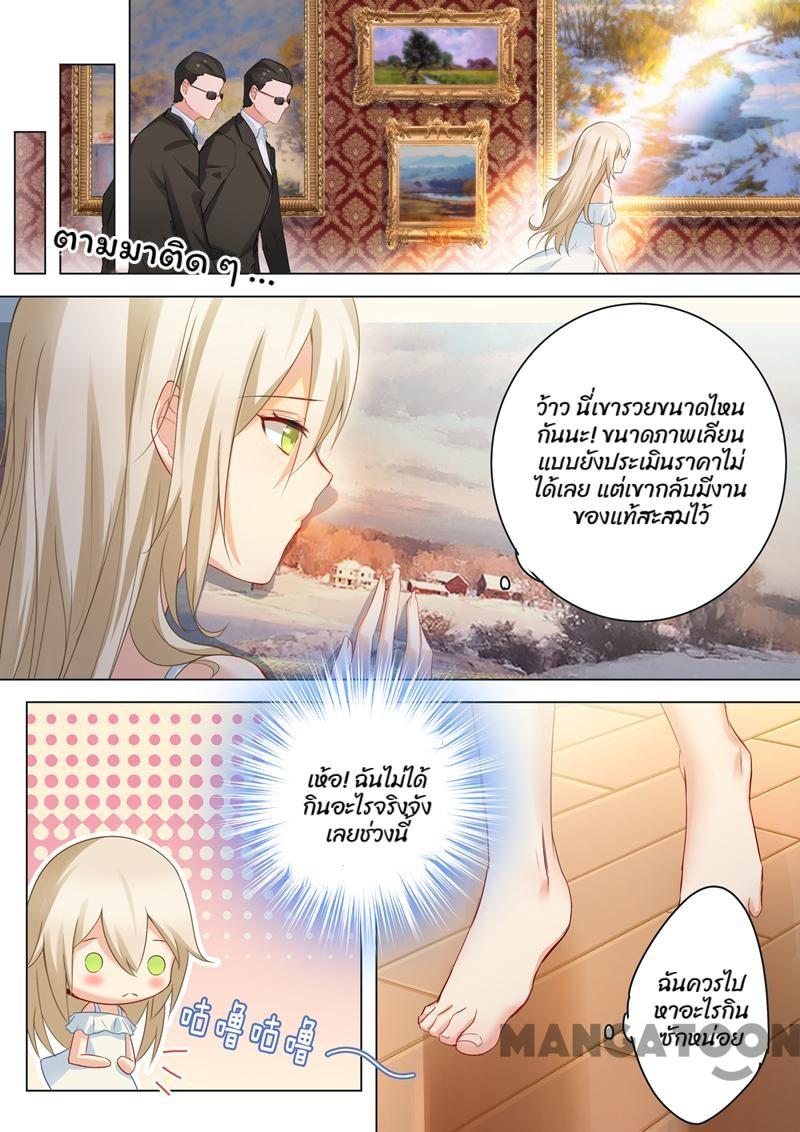 ตามมาติด ๆ ...
ว้าว นี่เขารวยขนาดไหน
กันนะ! ขนาดภาพเลียน
แบบยังประเมินราคาไม่
ได้เลย แต่เขากลับมีงาน
ของแท้สะสมไว้
เห้อ! ฉันไม่ได้
กินอะไรจริงจัง
เลยช่วงนี้
咕噜咕噜~
ฉันควรไป
หาอะไรกิน
ซักหน่อย
MANGATOON